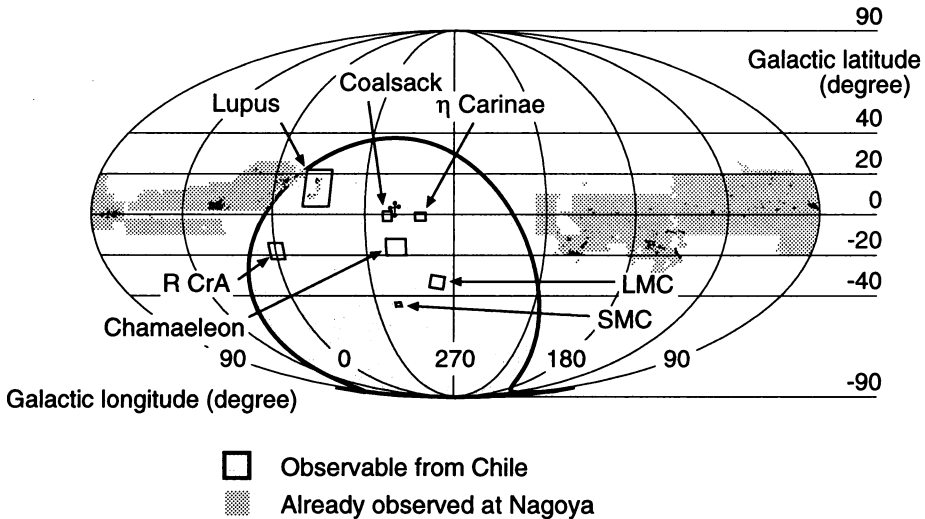 90
Galactic latitude
(degree)
Coalsack
Lupus
η Carinae
40
20
0
-20
R CrA
LMC
-40
Chamaeleon
SMC
90
0
270
180
90
-90
Galactic longitude (degree)
Observable from Chile
Already observed at Nagoya